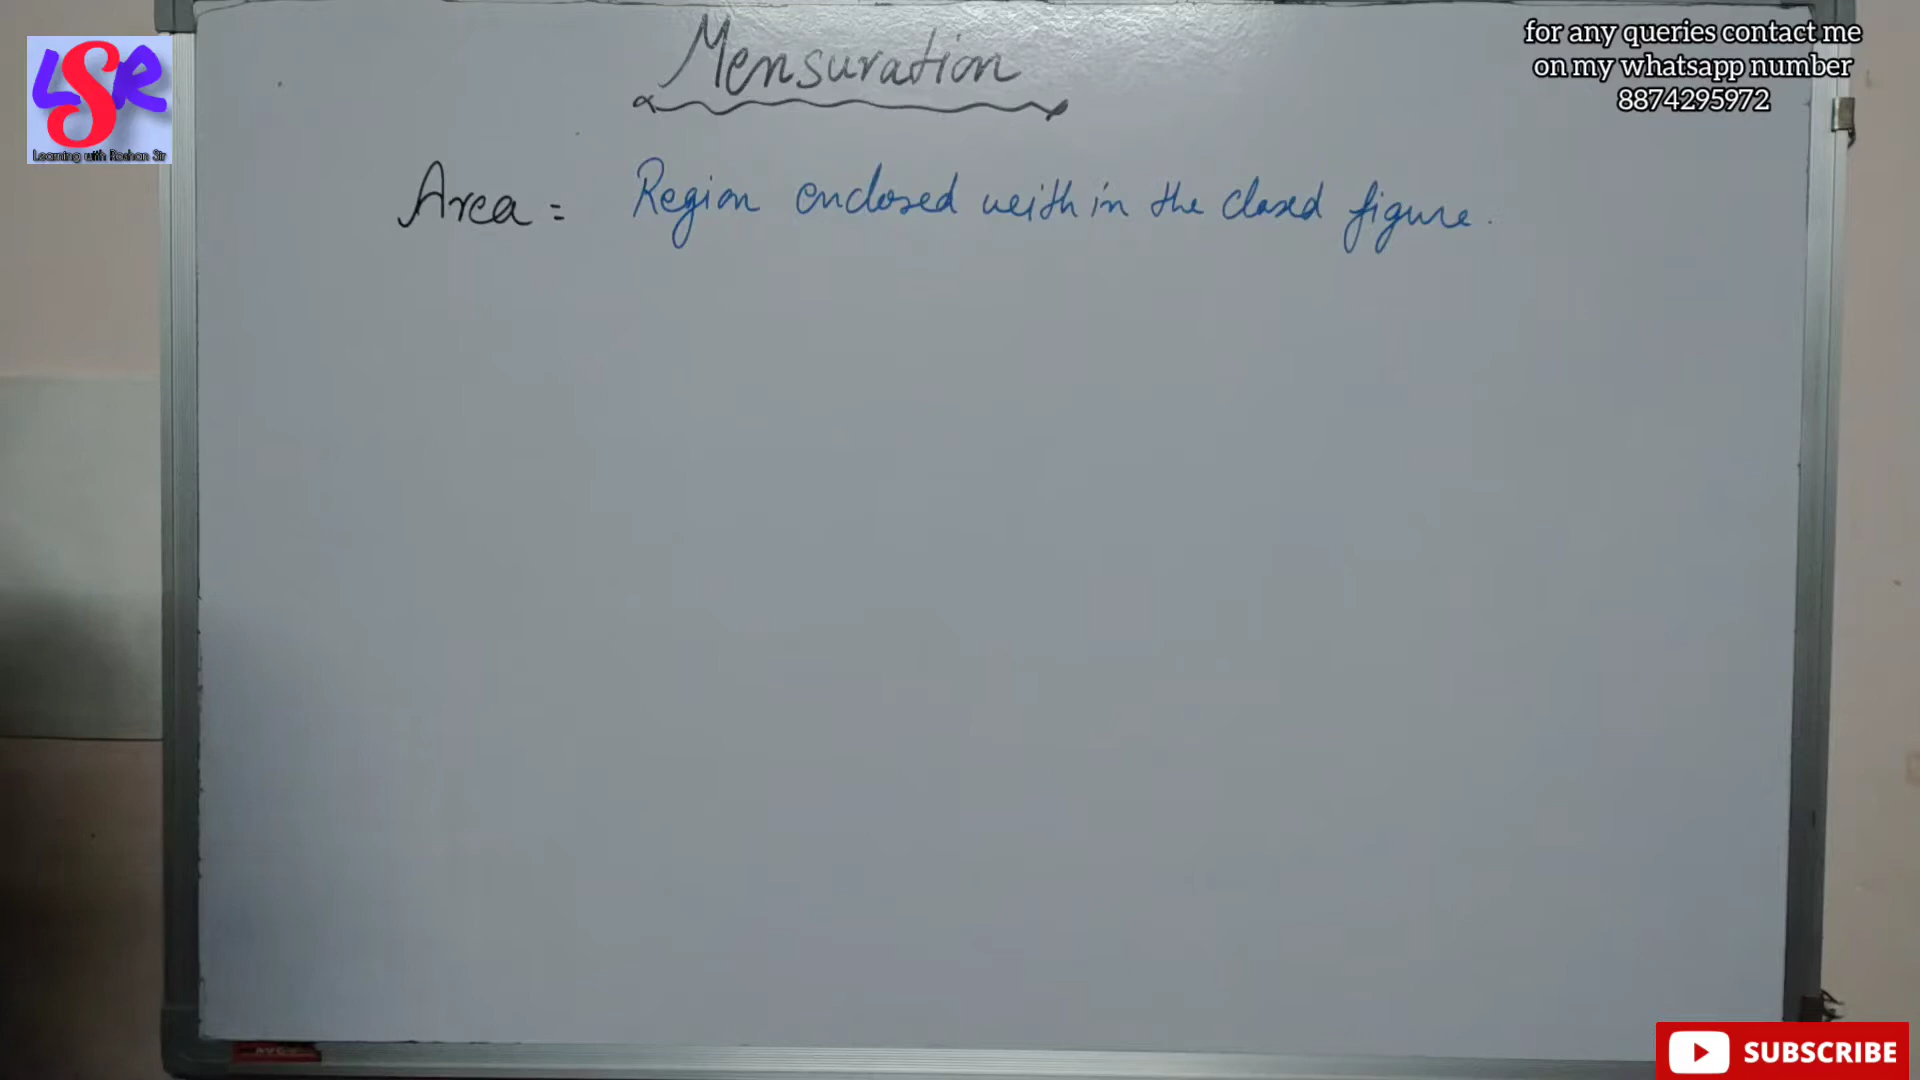 Mensuration
for any queries contact me
on my whatsapp number
8874295972
LSR
Learning with Roshan Sir
Area = Region enclosed within the closed figure.
SUBSCRIBE